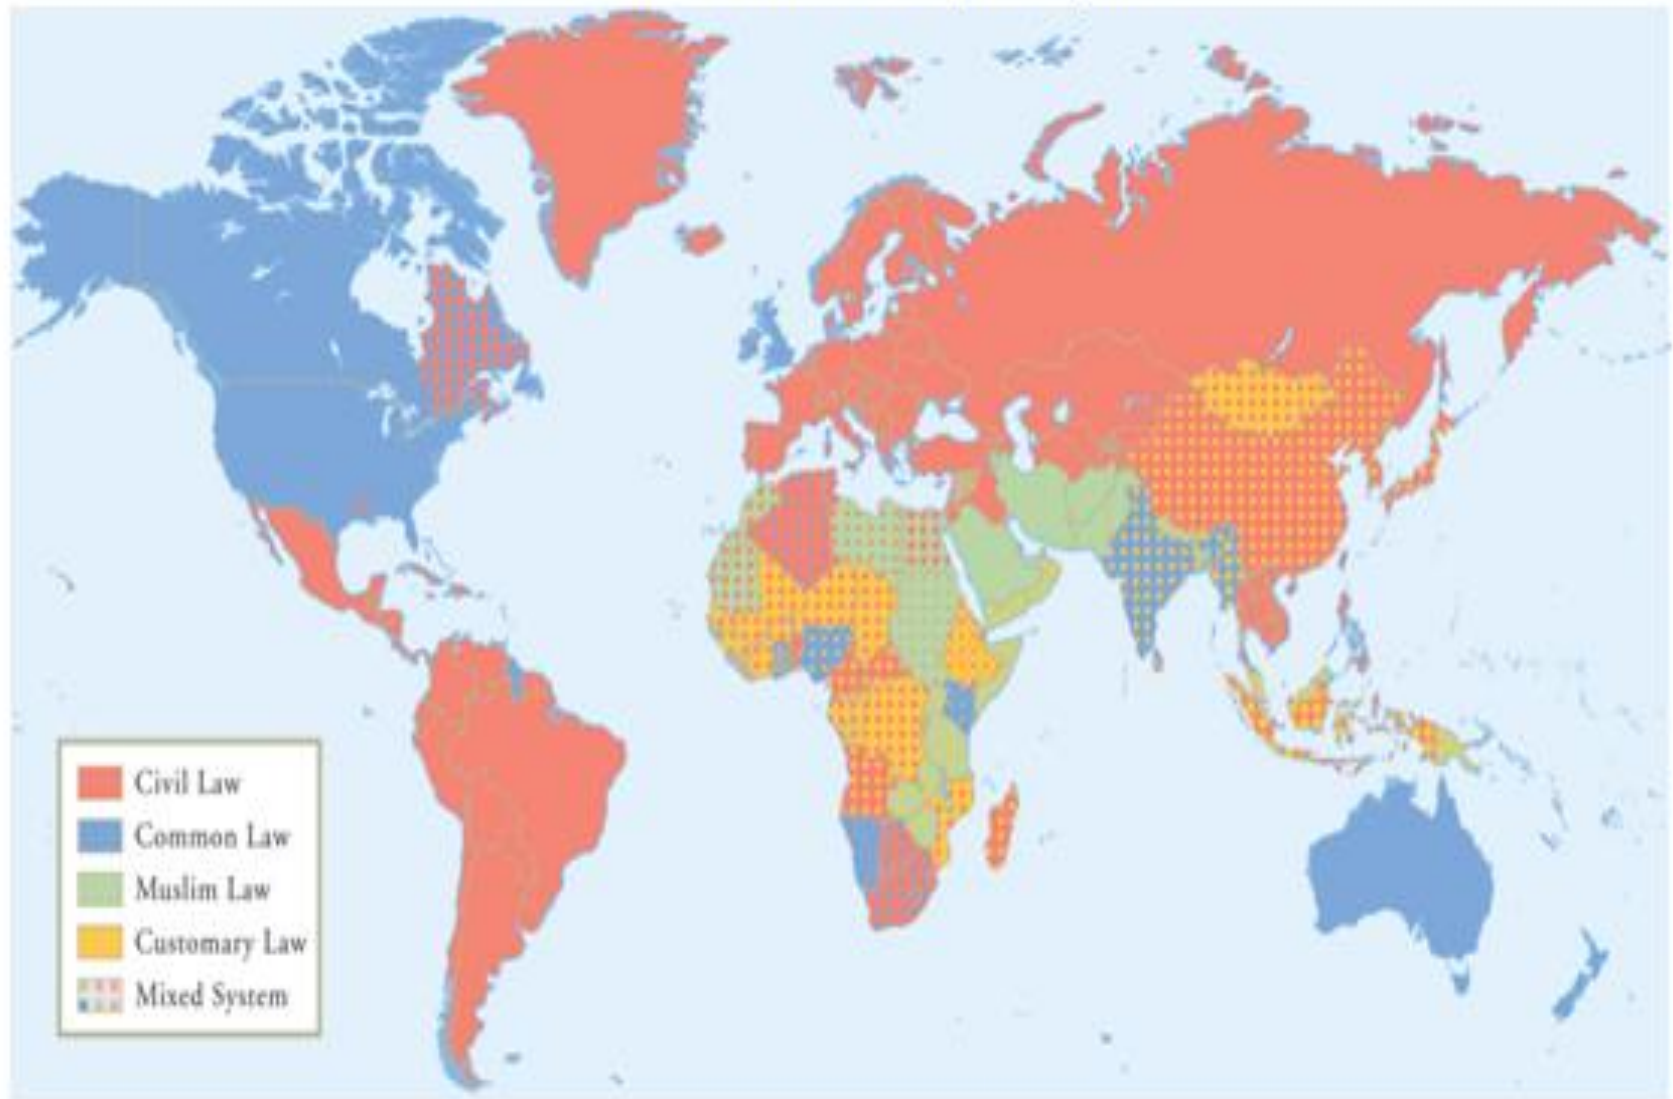 Civil Law
Common Law
Muslim Law
Customary Law
Mixed System